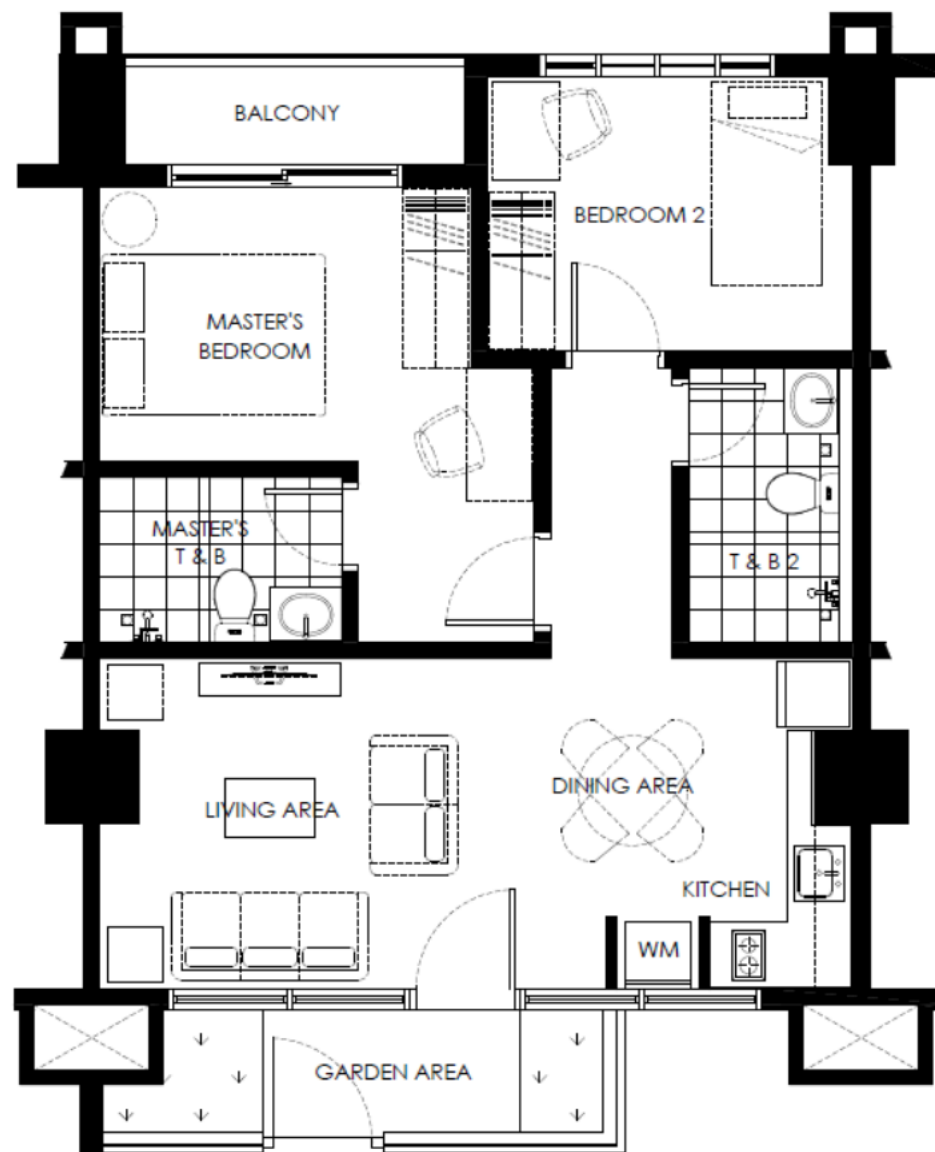 BALCONY
BEDROOM 2
MASTER'S
BEDROOM
MASTER'S
T & B
T & B 2
LIVING AREA
DINING AREA
KITCHEN
WM
GARDEN AREA